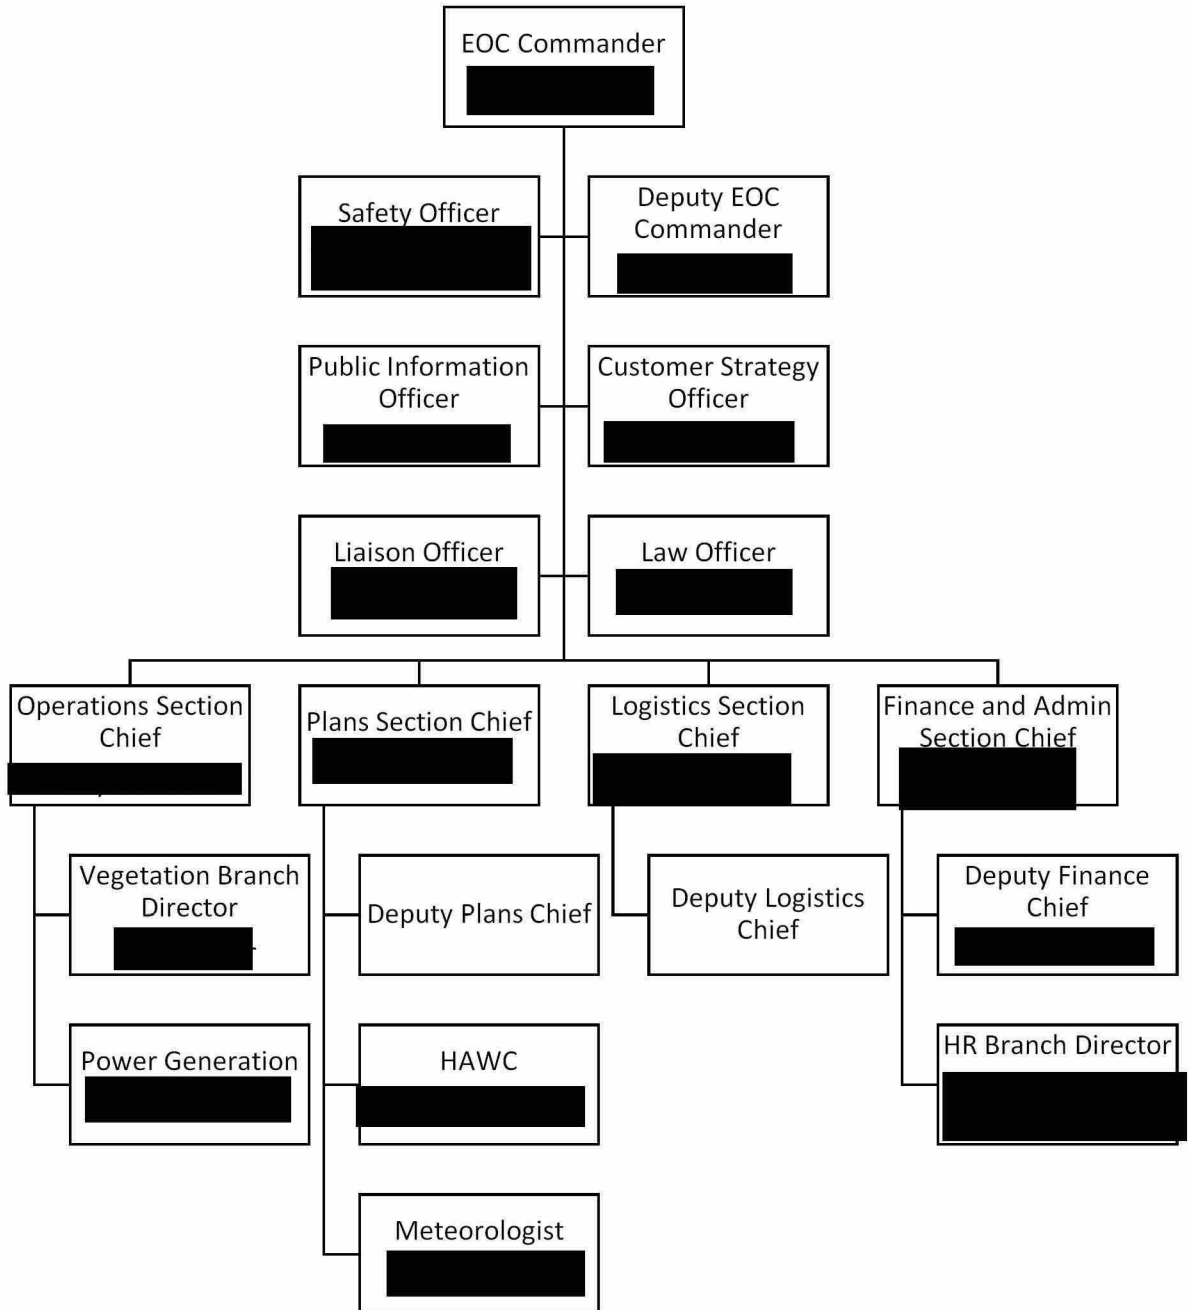 EOC Commander
Safety Officer
Deputy EOC
Commander
Public Information
Officer
Customer Strategy
Officer
Liaison Officer
Law Officer
Operations Section
Chief
Plans Section Chief
Logistics Section
Chief
Finance and Admin
Section Chief
Vegetation Branch
Director
Deputy Plans Chief
Deputy Logistics
Chief
Deputy Finance
Chief
Power Generation
HAWC
HR Branch Director
Meteorologist